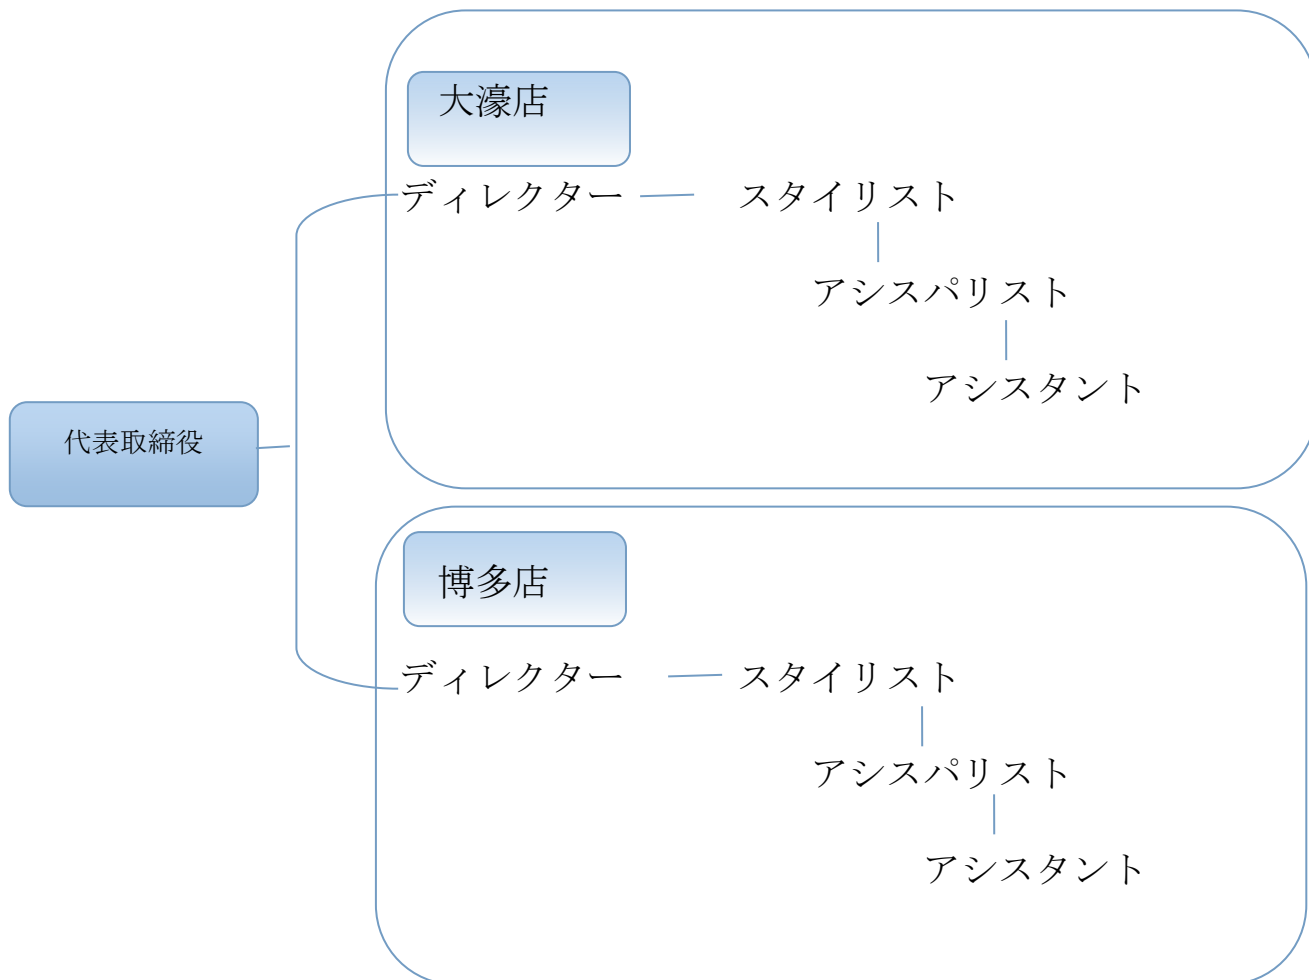 大濠店
ディレクター スタイリスト
アシスパリスト
アシスタント
代表取締役
博多店
ディレクター スタイリスト
アシスパリスト
アシスタント